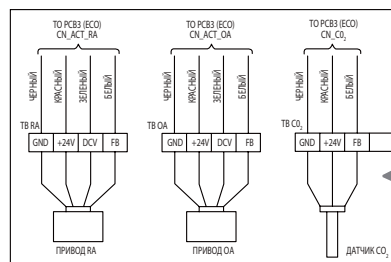 TO PCB3 (ECO)
CN_ACT_RA
ЧЕРНЫЙ
КРАСНЫЙ
ЗЕЛЕНЫЙ
БЕЛЫЙ
TB RA
GND
+24V
DCV
FB
ПРИВОД RA
TO PCB3 (ECO)
CN_ACT_OA
ЧЕРНЫЙ
КРАСНЫЙ
ЗЕЛЕНЫЙ
БЕЛЫЙ
TB OA
GND
+24V
DCV
FB
ПРИВОД OA
TO PCB3 (ECO)
CN_C0₂
ЧЕРНЫЙ
КРАСНЫЙ
БЕЛЫЙ
TB C0₂
GND
+24V
FB
ДАТЧИК CO₂